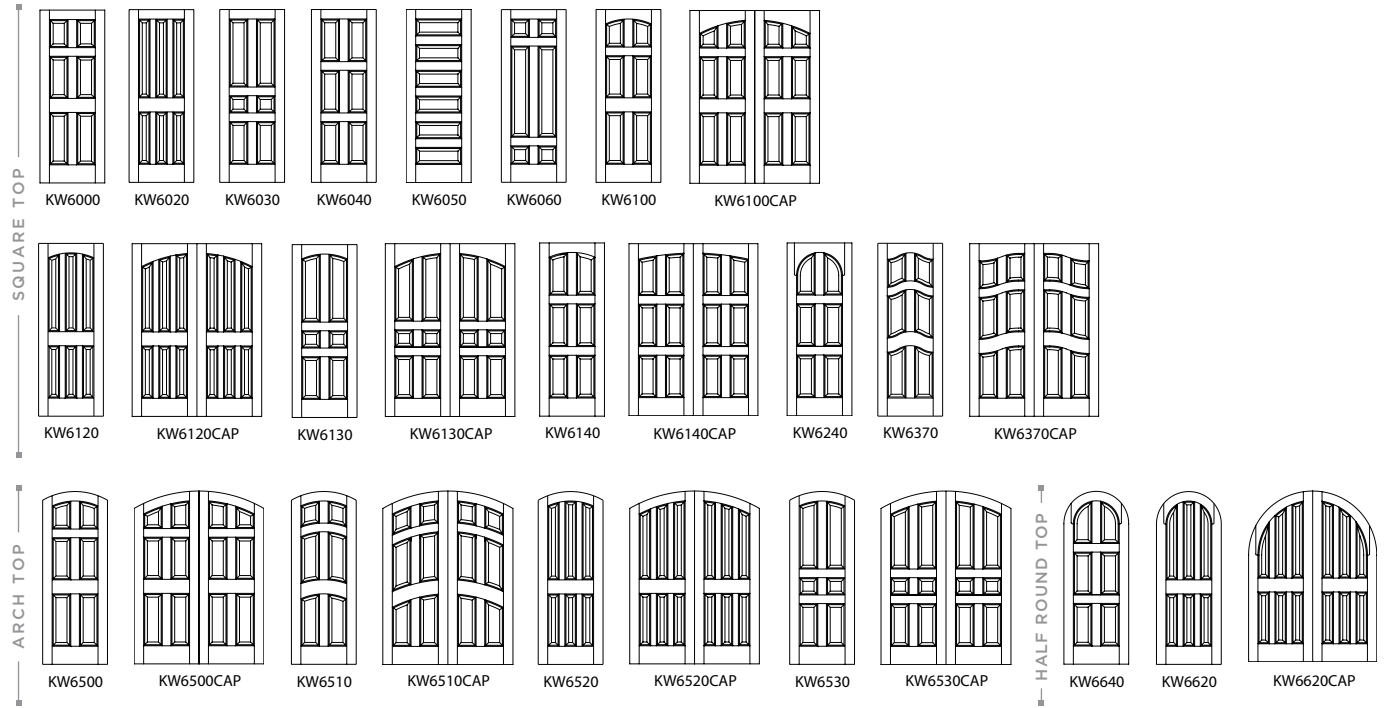 SQUARE TOP
KW6000 KW6020 KW6030 KW6040 KW6050 KW6060 KW6100 KW6100CAP
KW6120 KW6120CAP KW6130 KW6130CAP KW6140 KW6140CAP KW6240 KW6370 KW6370CAP
ARCH TOP
KW6500 KW6500CAP KW6510 KW6510CAP KW6520 KW6520CAP KW6530 KW6530CAP
HALF ROUND TOP
KW6640 KW6620 KW6620CAP